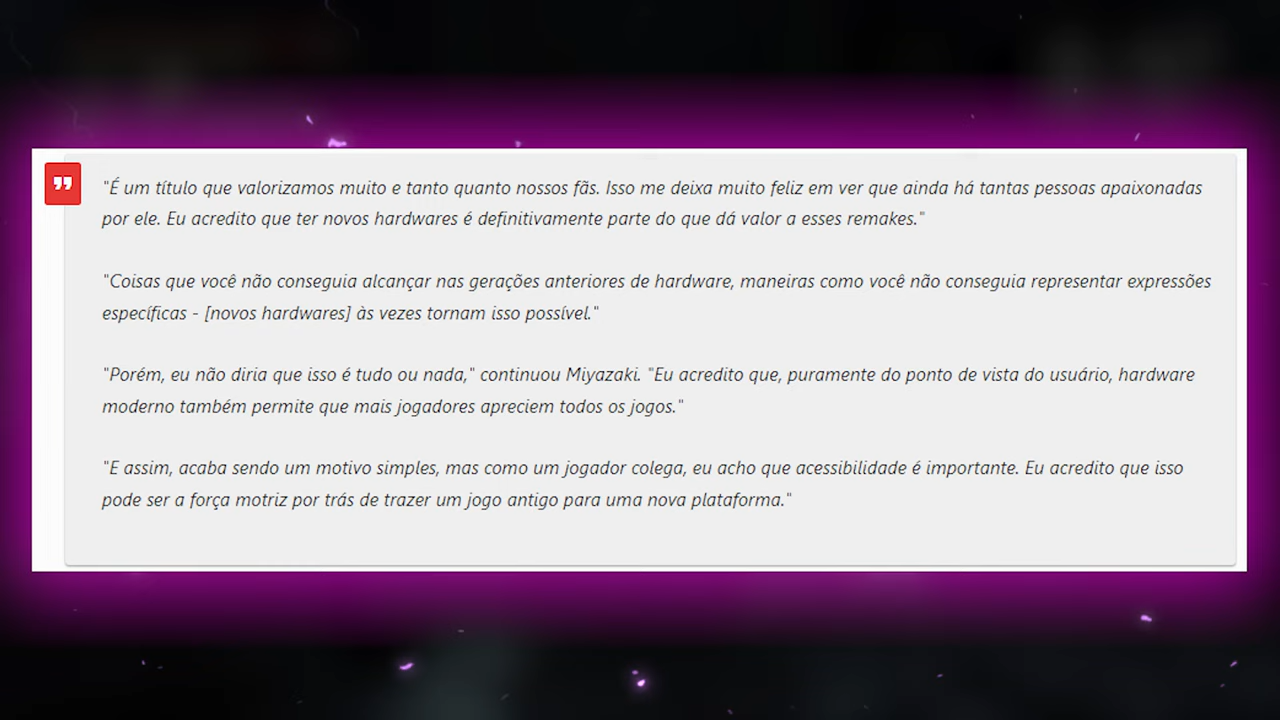 "É um título que valorizamos muito e tanto quanto nossos fãs. Isso me deixa muito feliz em ver que ainda há tantas pessoas apaixonadas
por ele. Eu acredito que ter novos hardwares é definitivamente parte do que dá valor a esses remakes."
"Coisas que você não conseguia alcançar nas gerações anteriores de hardware, maneiras como você não conseguia representar expressões
específicas - [novos hardwares] às vezes tornam isso possível."
"Porém, eu não diria que isso é tudo ou nada," continuou Miyazaki. "Eu acredito que, puramente do ponto de vista do usuário, hardware
moderno também permite que mais jogadores apreciem todos os jogos."
"E assim, acaba sendo um motivo simples, mas como um jogador colega, eu acho que acessibilidade é importante. Eu acredito que isso
pode ser a força motriz por trás de trazer um jogo antigo para uma nova plataforma."